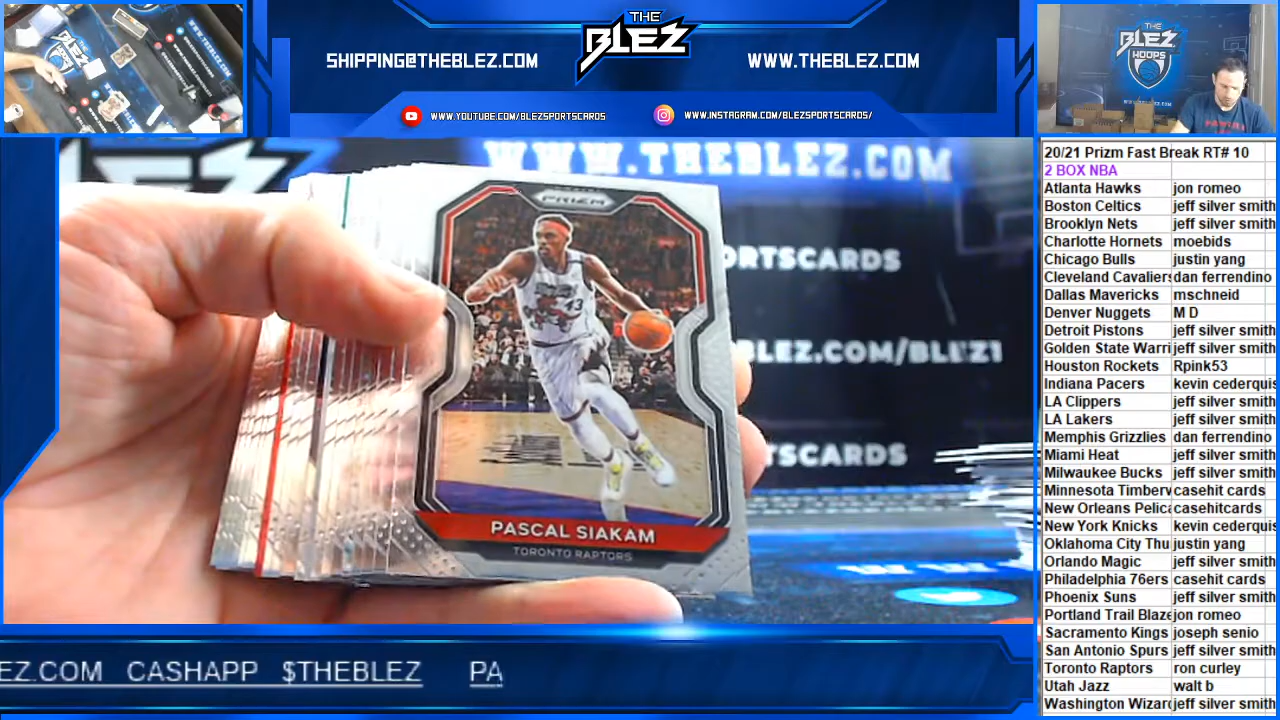 THE
BLEZ
SHIPPING@THEBLEZ.COM
WWW.THEBLEZ.COM
WWW.YOUTUBE.COM/BLEZSPORTSCARDS
WWW.INSTAGRAM.COM/BLEZSPORTSCARDS/
THE
BLEZ
HOOPS
WWW.THEBLEZ.COM
PRIZM
43
PASCAL SIAKAM
TORONTO RAPTORS
EZ.COM CASHAPP $THEBLEZ PA
20/21 Prizm Fast Break RT# 10
2 BOX NBA
Atlanta Hawks jon romeo
Boston Celtics jeff silver smith
Brooklyn Nets jeff silver smith
Charlotte Hornets moebids
Chicago Bulls justin yang
Cleveland Cavaliers dan ferrendino
Dallas Mavericks mschneid
Denver Nuggets M D
Detroit Pistons jeff silver smith
Golden State Warri jeff silver smith
Houston Rockets Rpink53
Indiana Pacers kevin cederquis
LA Clippers jeff silver smith
LA Lakers jeff silver smith
Memphis Grizzlies dan ferrendino
Miami Heat jeff silver smith
Milwaukee Bucks jeff silver smith
Minnesota Timberv casehit cards
New Orleans Pelica casehitcards
New York Knicks kevin cederquis
Oklahoma City Thu justin yang
Orlando Magic jeff silver smith
Philadelphia 76ers casehit cards
Phoenix Suns jeff silver smith
Portland Trail Blaze jon romeo
Sacramento Kings joseph senio
San Antonio Spurs jeff silver smith
Toronto Raptors ron curley
Utah Jazz walt b
Washington Wizard jeff silver smith